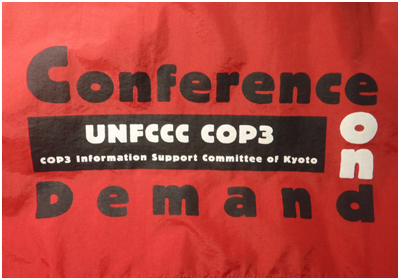 Conference
on
UNFCCC COP3
COP3 Information Support Committee of Kyoto
Demand